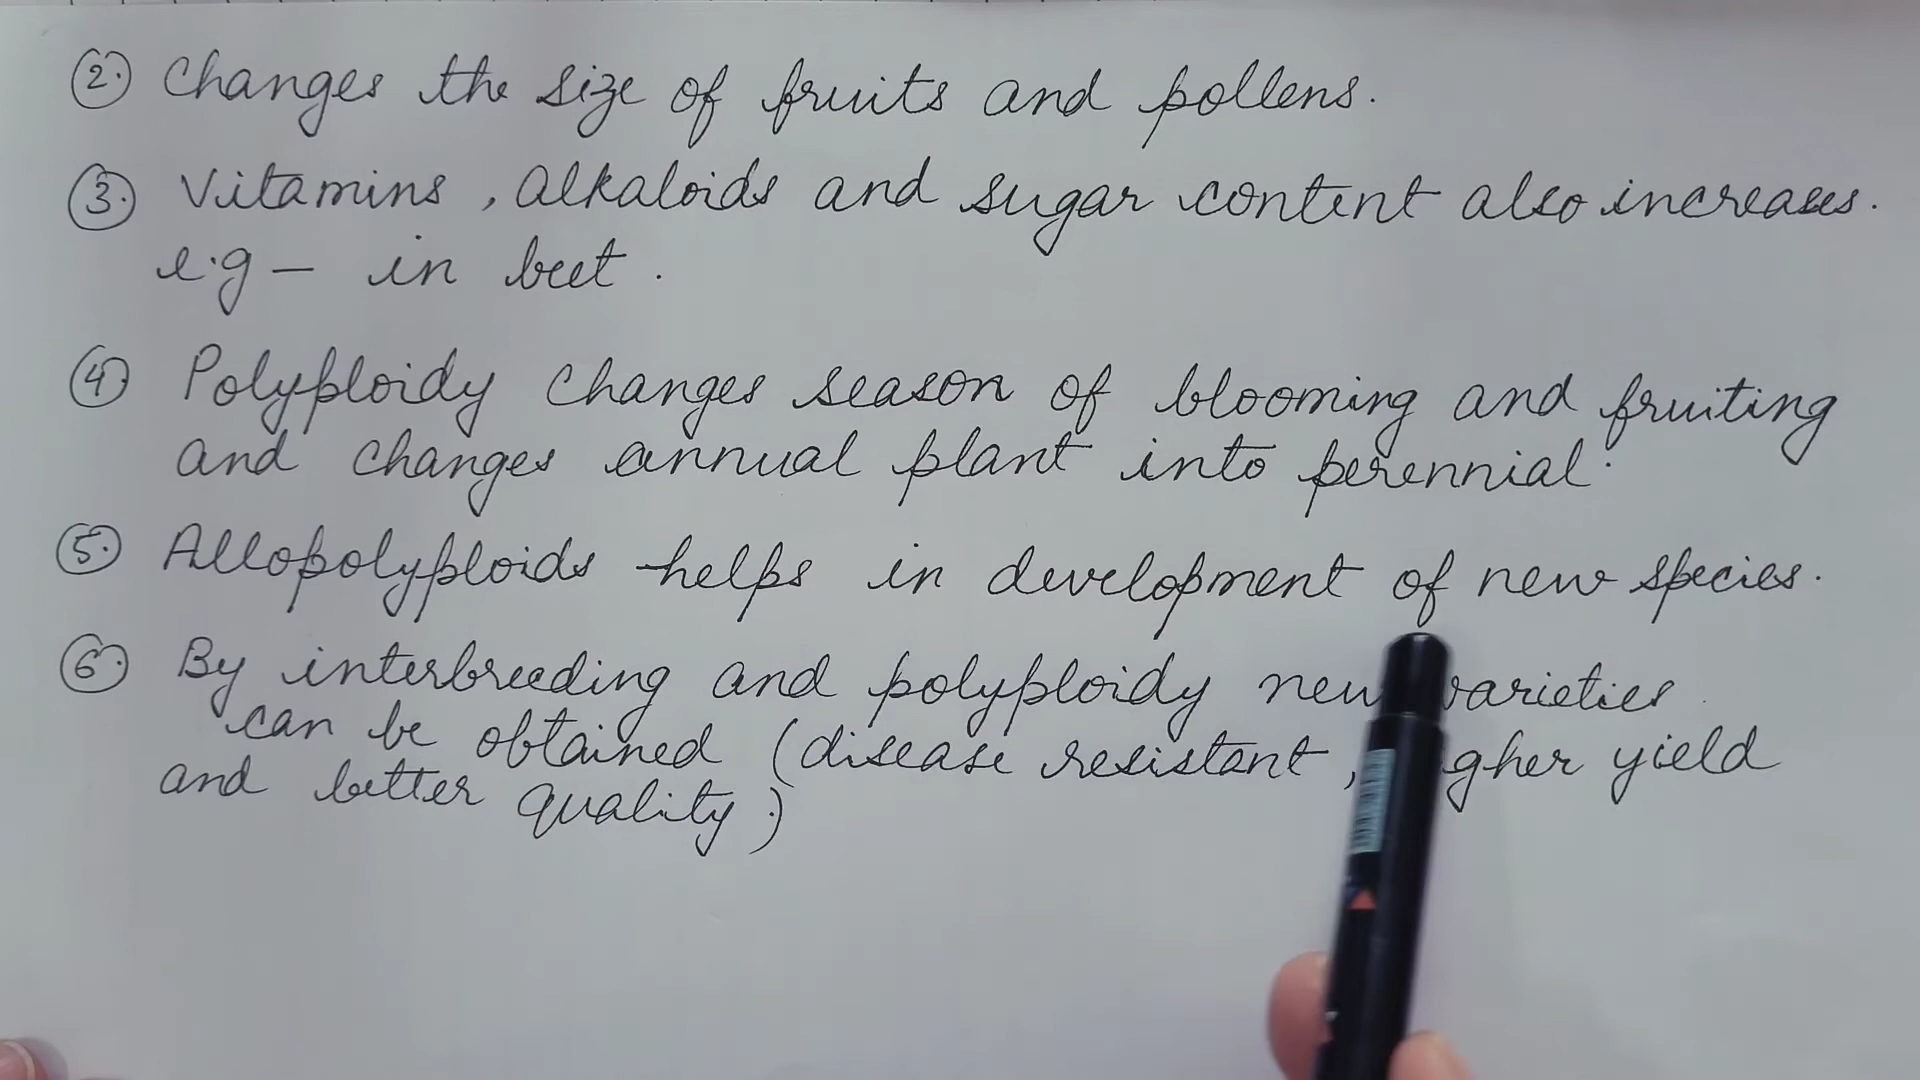 2. Changes the size of fruits and pollens.
3. Vitamins, Alkaloids and sugar content also increases.
e.g — in beet.
4. Polyploidy changes season of blooming and fruiting
and changes annual plant into perennial.
5. Allopolyploids helps in development of new species.
6. By interbreeding and polyploidy new varieties
can be obtained (disease resistant, gher yield
and better quality.)